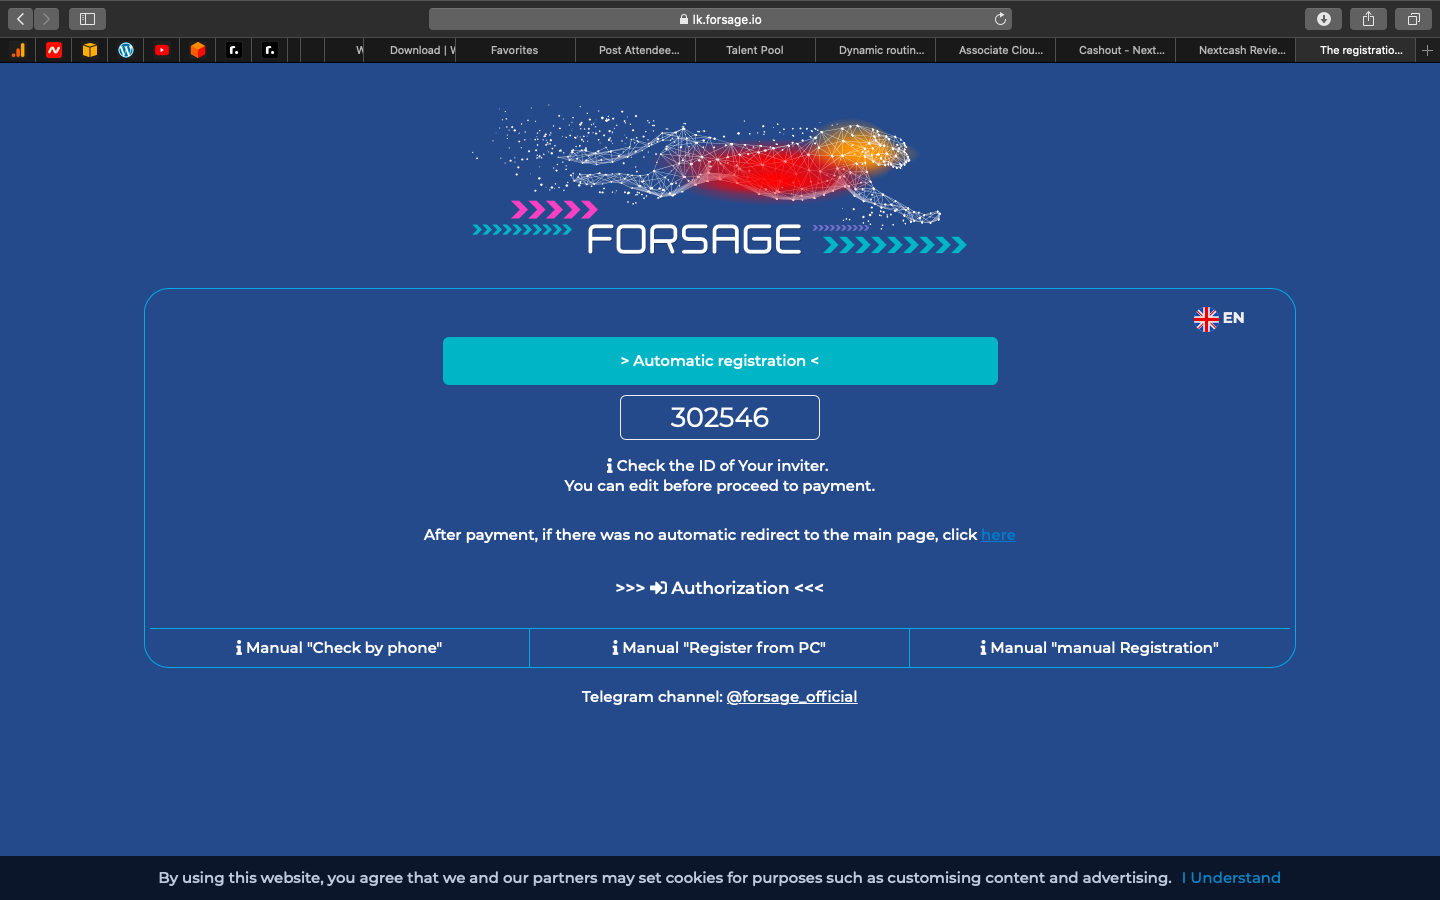 lk.forsage.io
W
Download | W
Favorites
Post Attendee...
Talent Pool
Dynamic routin...
Associate Clou...
Cashout - Next...
Nextcash Revie...
The registratio...
FORSAGE
EN
> Automatic registration <
302546
Check the ID of Your inviter.
You can edit before proceed to payment.
After payment, if there was no automatic redirect to the main page, click here
>>> Authorization <<<
Manual "Check by phone"
Manual "Register from PC"
Manual "manual Registration"
Telegram channel: @forsage_official
By using this website, you agree that we and our partners may set cookies for purposes such as customising content and advertising. I Understand